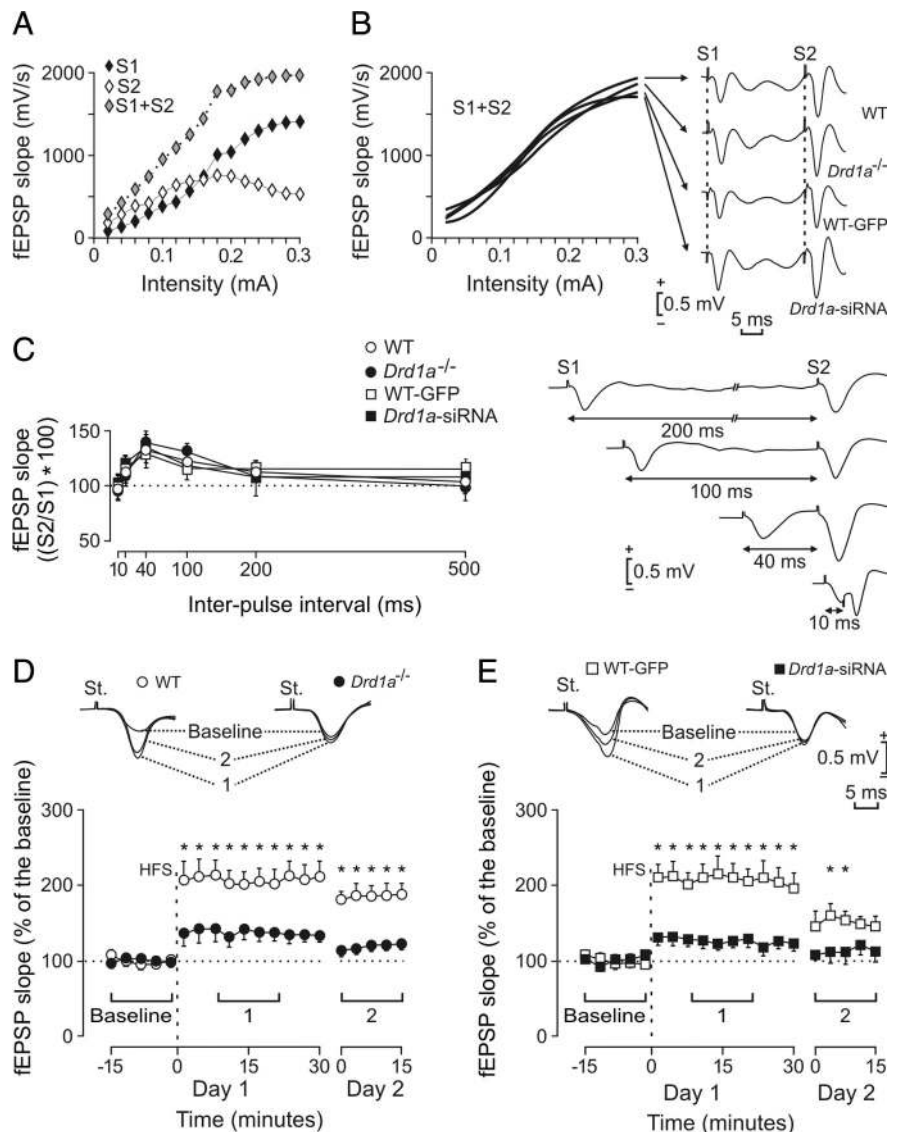 A
S1
S2
S1+S2
fEPSP slope (mV/s)
2000
1000
0
0
0.1
0.2
0.3
Intensity (mA)
B
S1+S2
fEPSP slope (mV/s)
2000
1000
0
0
0.1
0.2
0.3
Intensity (mA)
S1
S2
WT
Drd1a-/-
WT-GFP
Drd1a-siRNA
+
0.5 mV
–
5 ms
C
WT
Drd1a-/-
WT-GFP
Drd1a-siRNA
fEPSP slope
((S2/S1) * 100)
150
100
50
10
40
100
200
500
Inter-pulse interval (ms)
S1
S2
200 ms
100 ms
40 ms
10 ms
+
0.5 mV
–
D
WT
Drd1a-/-
St.
St.
Baseline
2
1
fEPSP slope (% of the baseline)
300
200
100
0
HFS
* * * * * * * * * *
* * * * *
Baseline
1
2
-15
0
15
30
0
15
Day 1
Day 2
Time (minutes)
E
WT-GFP
Drd1a-siRNA
St.
St.
Baseline
2
1
+
0.5 mV
–
5 ms
fEPSP slope (% of the baseline)
300
200
100
0
HFS
* * * * * * * * * *
* *
Baseline
1
2
-15
0
15
30
0
15
Day 1
Day 2
Time (minutes)